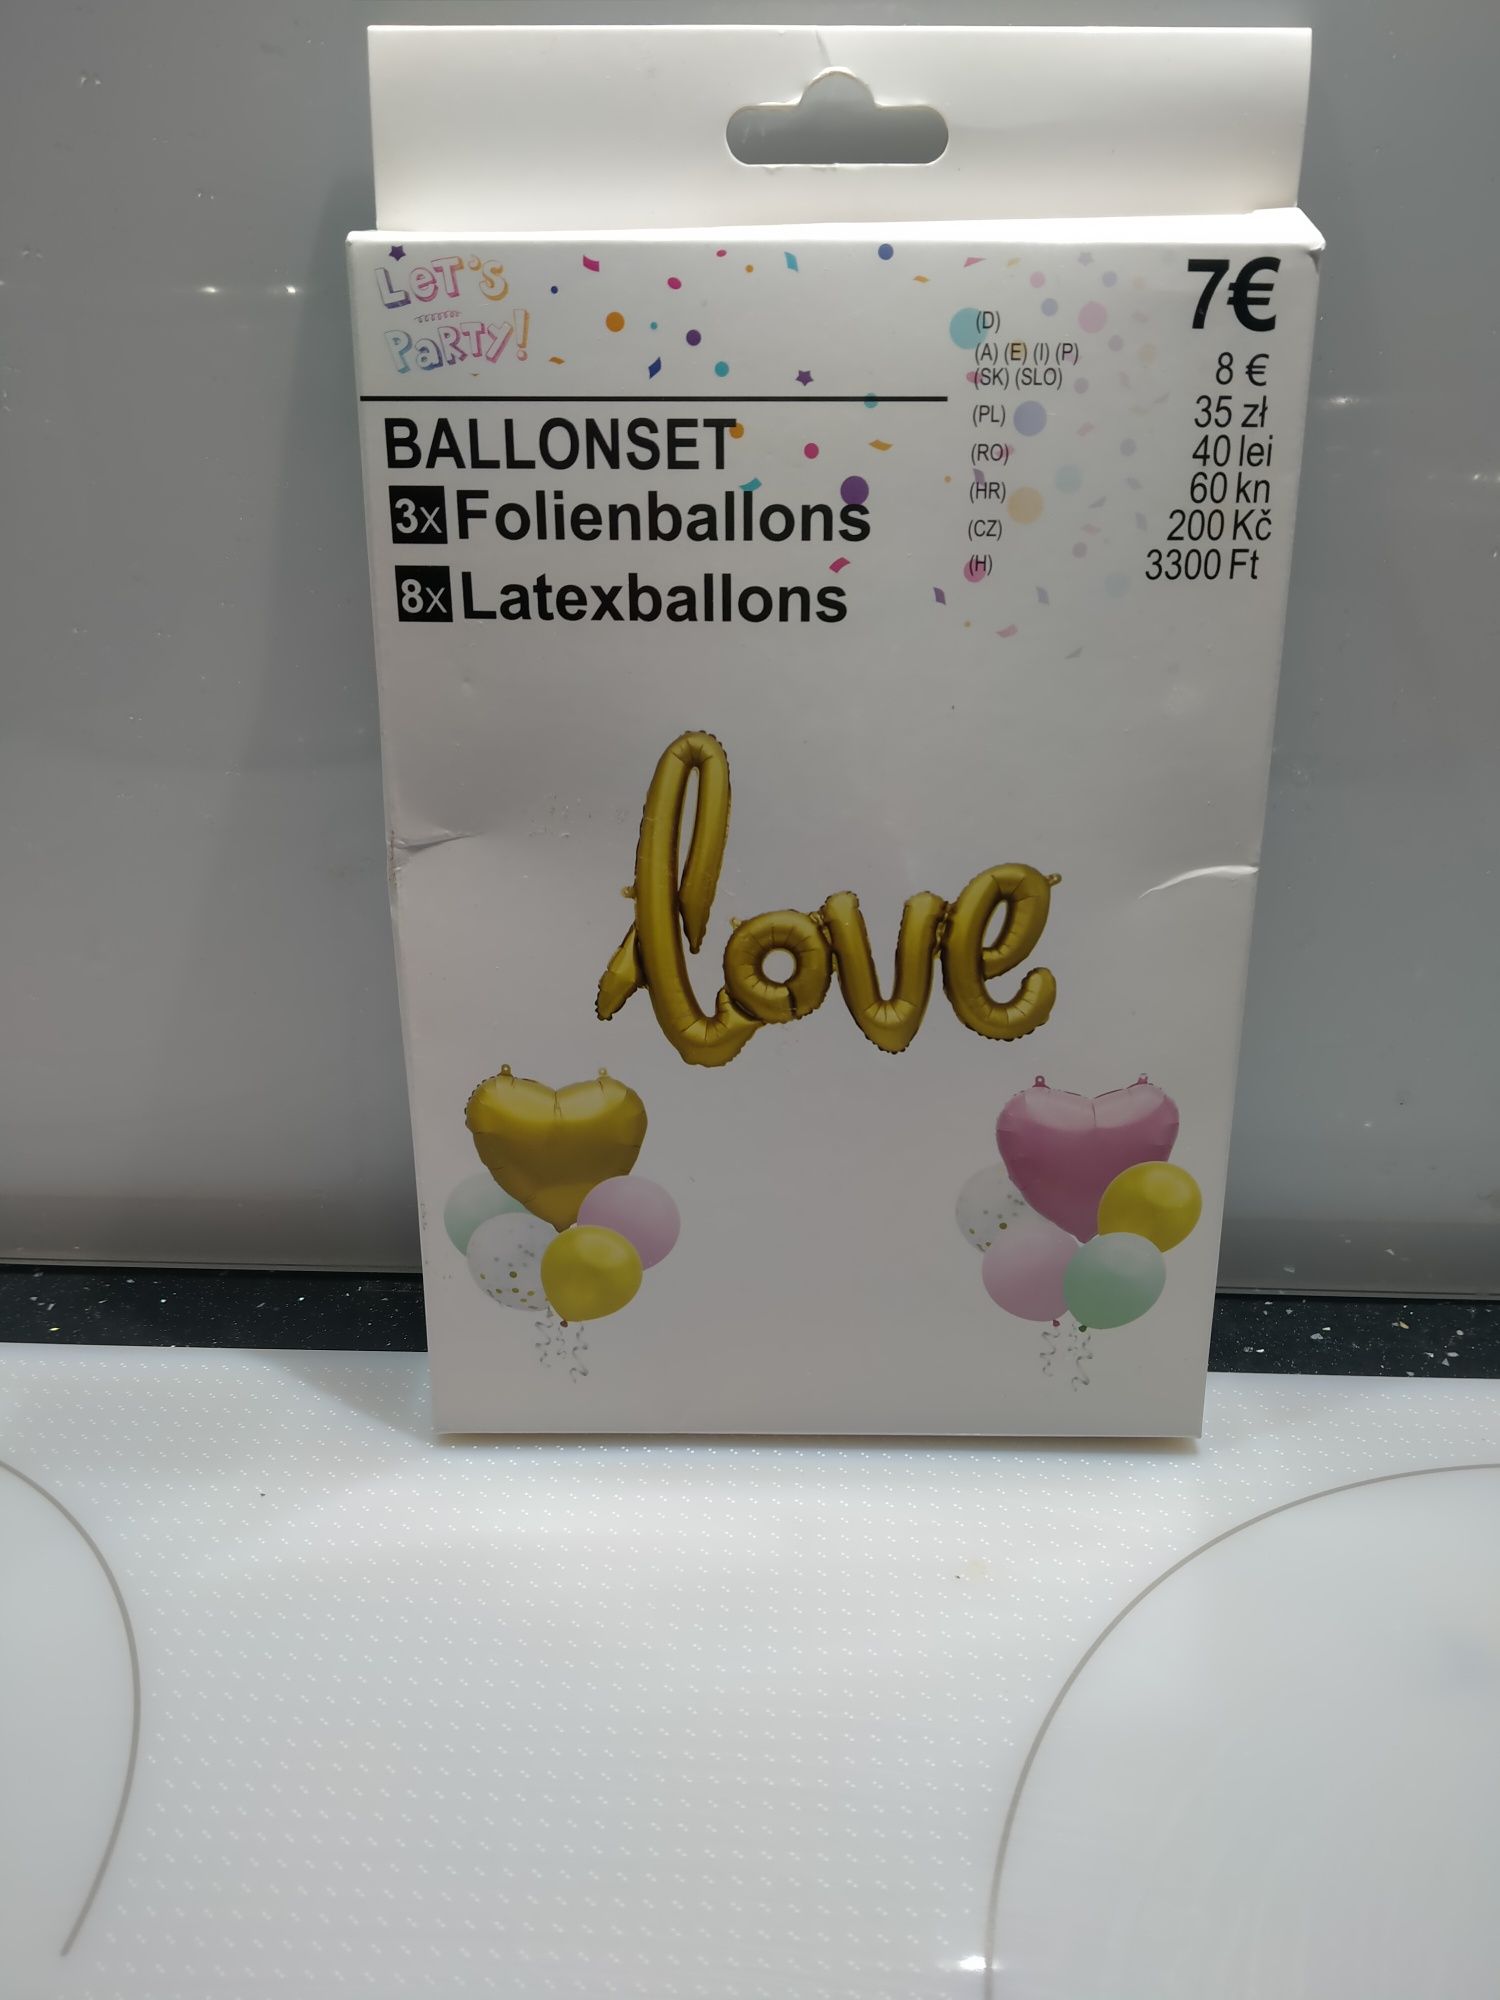 LET'S
PARTY!
BALLONSET
3x Folienballons
8x Latexballons
(D) 7€
(A) (E) (I) (P)
(SK) (SLO) 8 €
(PL) 35 zł
(RO) 40 lei
(HR) 60 kn
(CZ) 200 Kč
(H) 3300 Ft
love